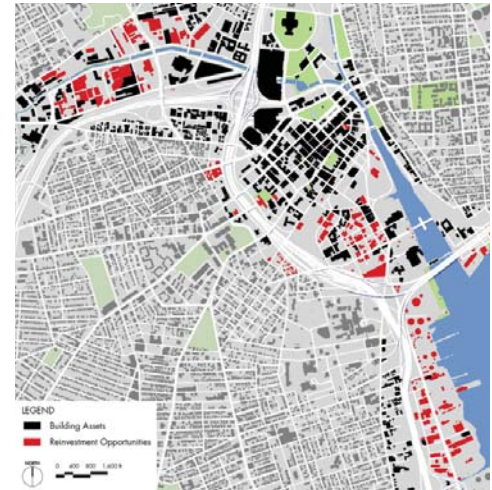 LEGEND
Building Assets
Reinvestment Opportunities
NORTH
0 400 800 1,600 ft